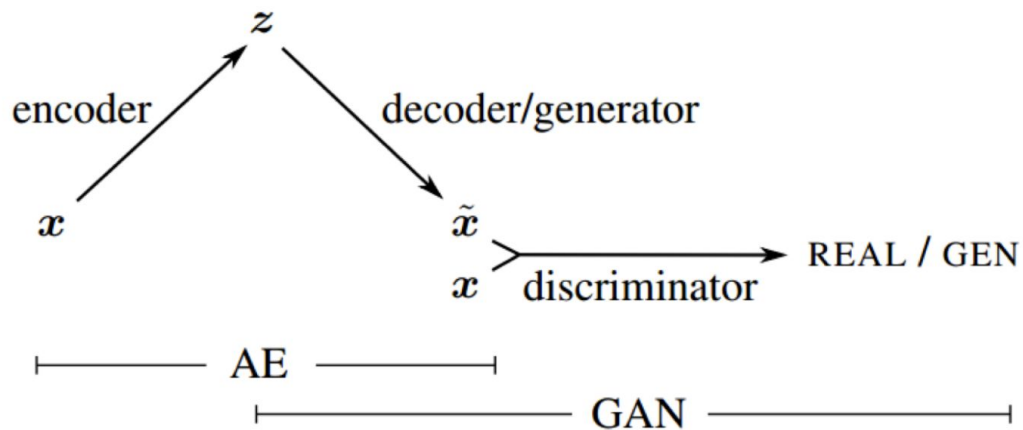 z
encoder
decoder/generator
x
x̃
REAL / GEN
x
discriminator
AE
GAN